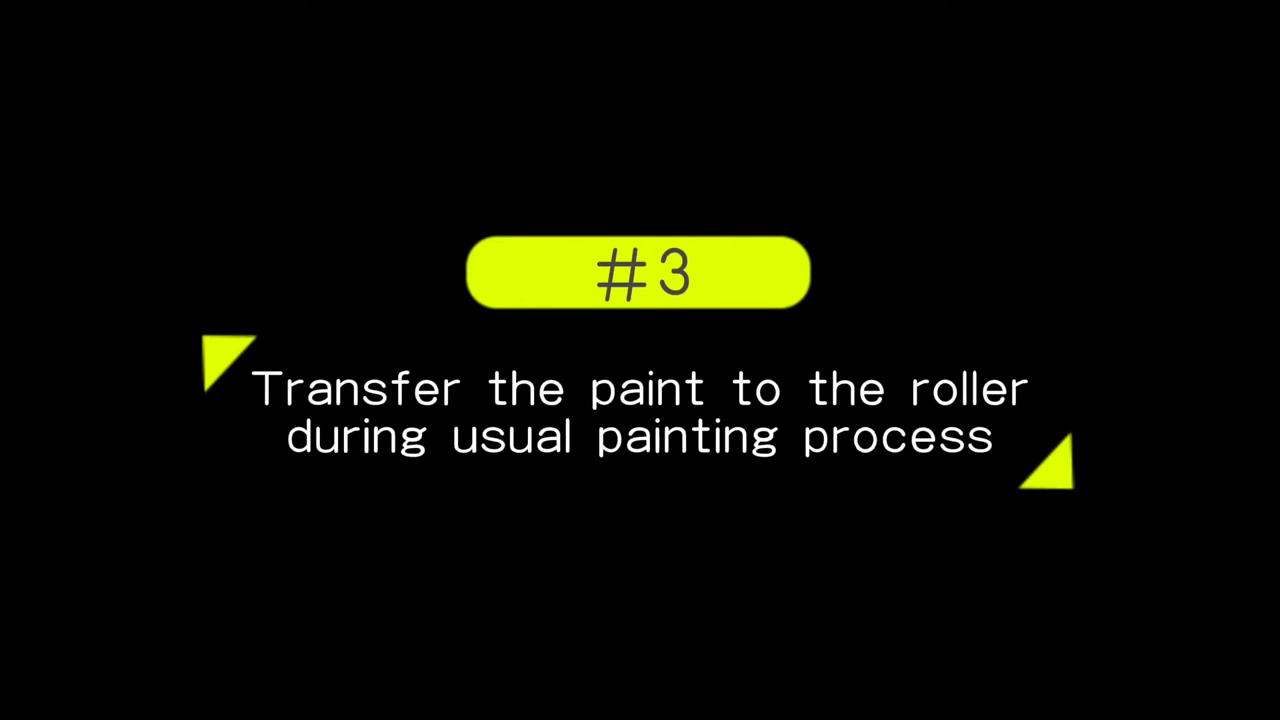 #3
Transfer the paint to the roller
during usual painting process